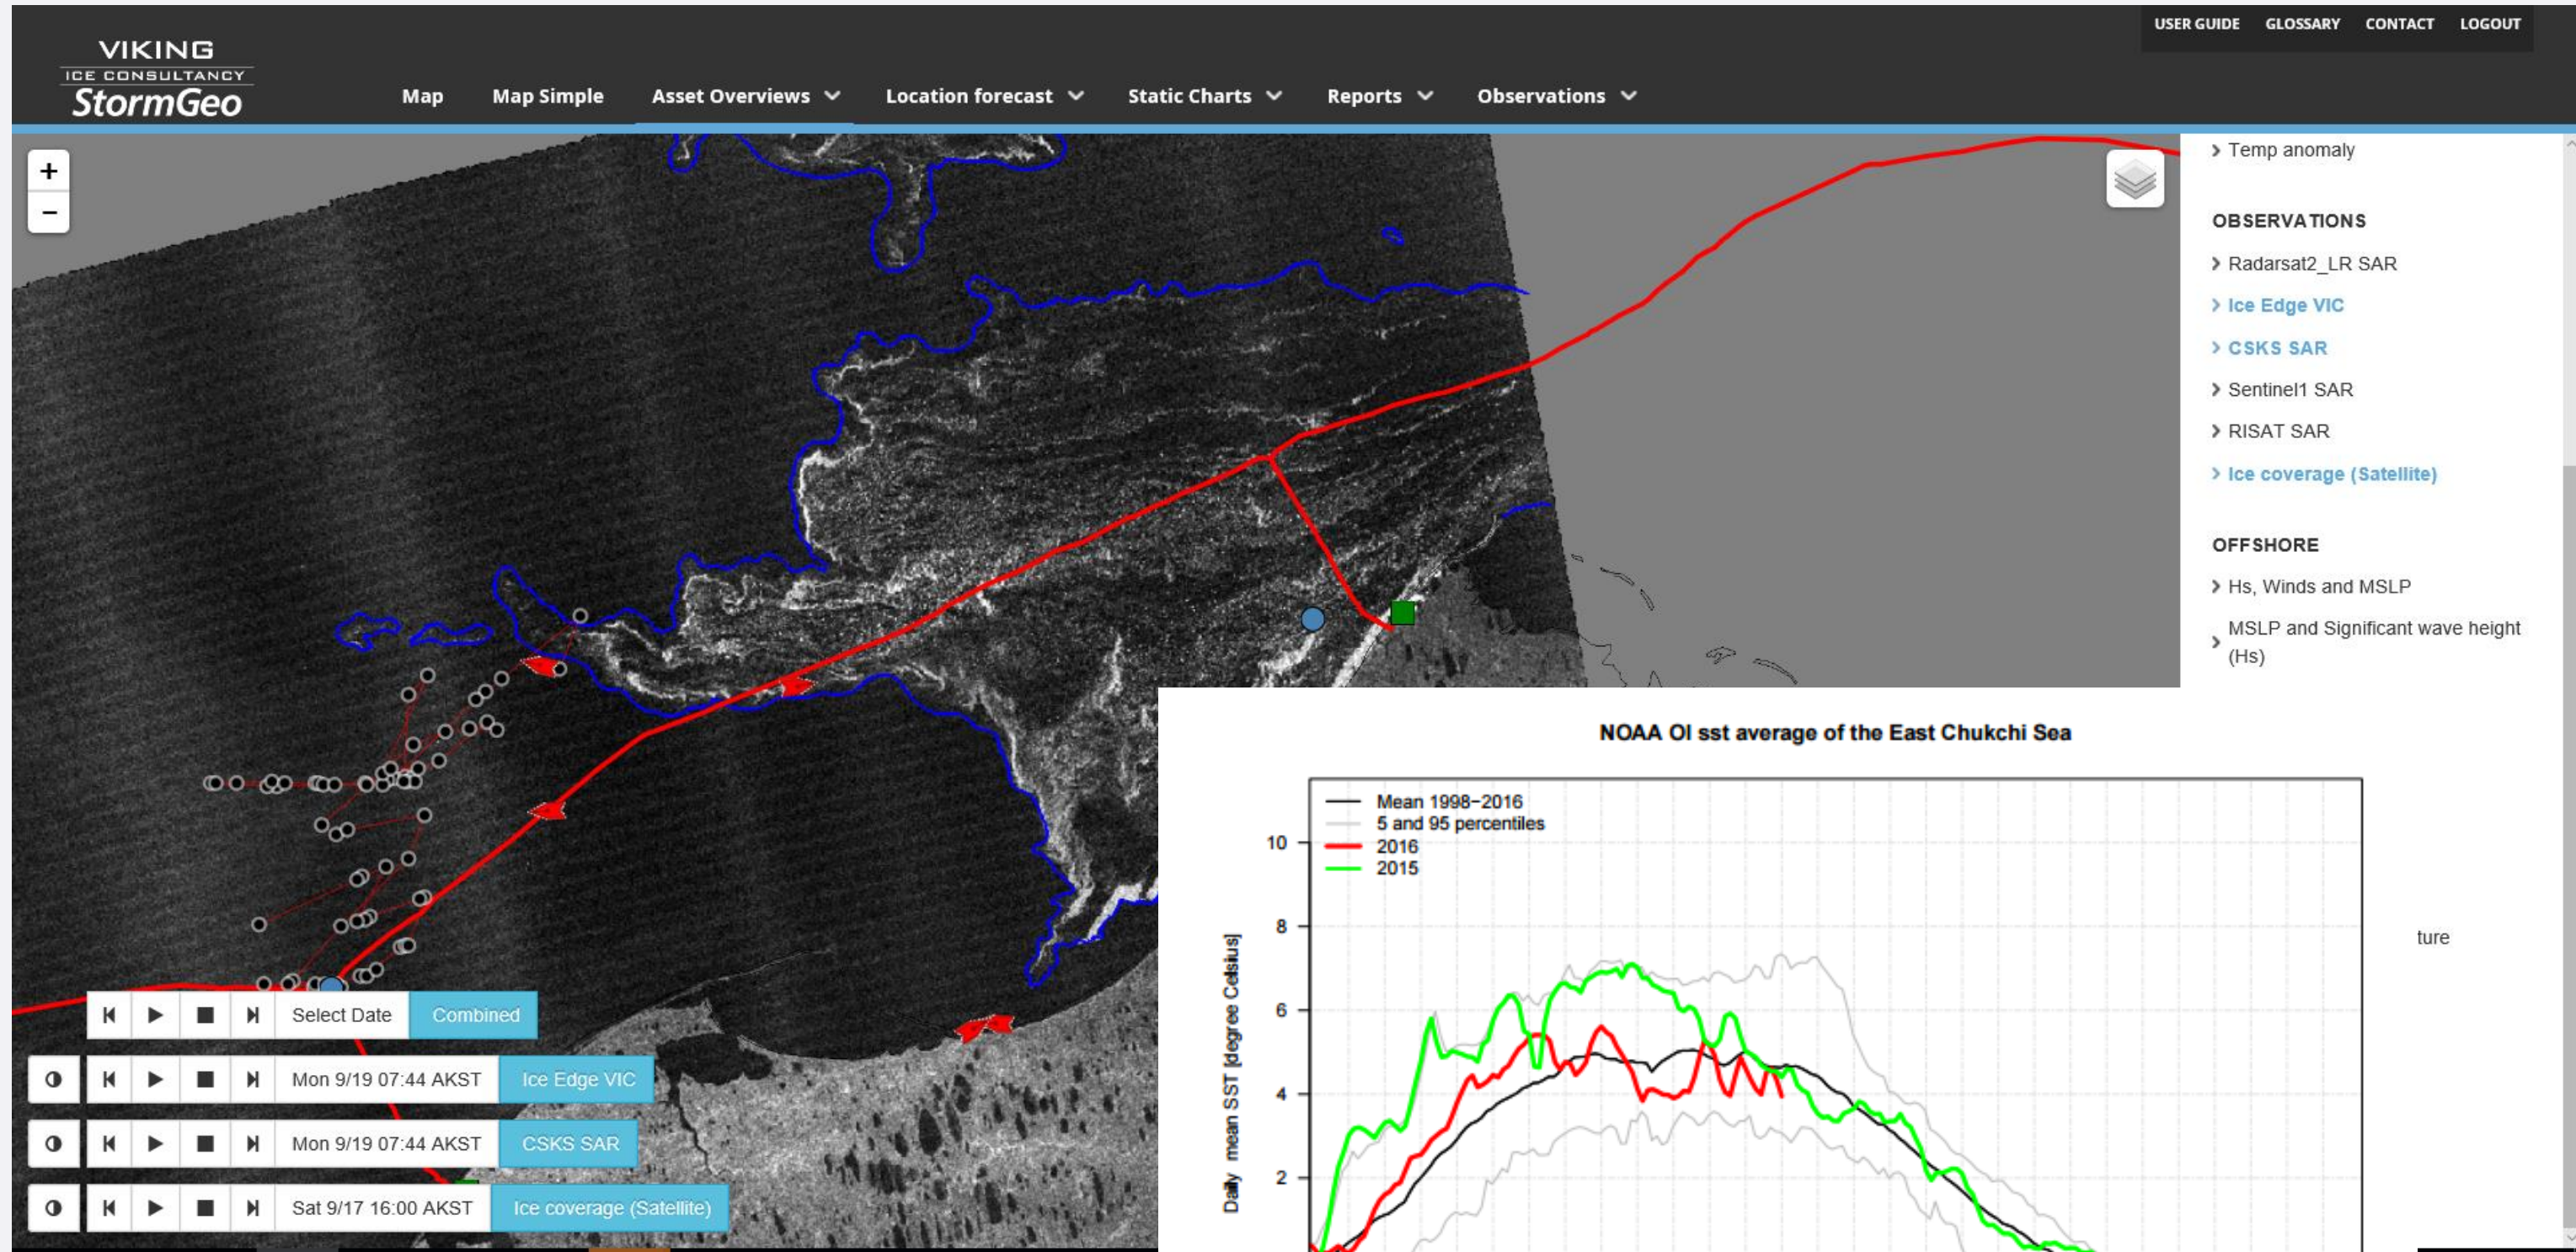 USER GUIDE GLOSSARY CONTACT LOGOUT
VIKING
ICE CONSULTANCY
StormGeo
Map Map Simple Asset Overviews Location forecast Static Charts Reports Observations
+
−
Temp anomaly
OBSERVATIONS
Radarsat2_LR SAR
Ice Edge VIC
CSKS SAR
Sentinel1 SAR
RISAT SAR
Ice coverage (Satellite)
OFFSHORE
Hs, Winds and MSLP
MSLP and Significant wave height
(Hs)
ture
Select Date Combined
Mon 9/19 07:44 AKST Ice Edge VIC
Mon 9/19 07:44 AKST CSKS SAR
Sat 9/17 16:00 AKST Ice coverage (Satellite)
NOAA OI sst average of the East Chukchi Sea
Mean 1998−2016
5 and 95 percentiles
2016
2015
Daily mean SST [degree Celsius]
10
8
6
4
2